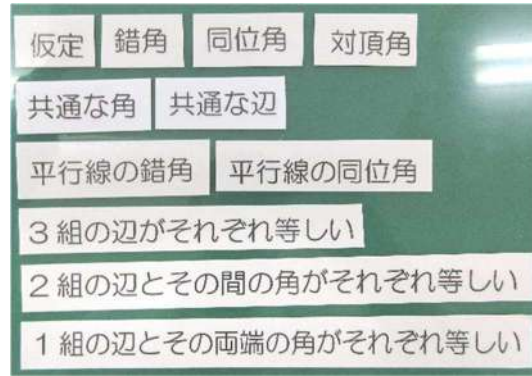 仮定 錯角 同位角 対頂角
共通な角 共通な辺
平行線の錯角 平行線の同位角
3組の辺がそれぞれ等しい
2組の辺とその間の角がそれぞれ等しい
1組の辺とその両端の角がそれぞれ等しい